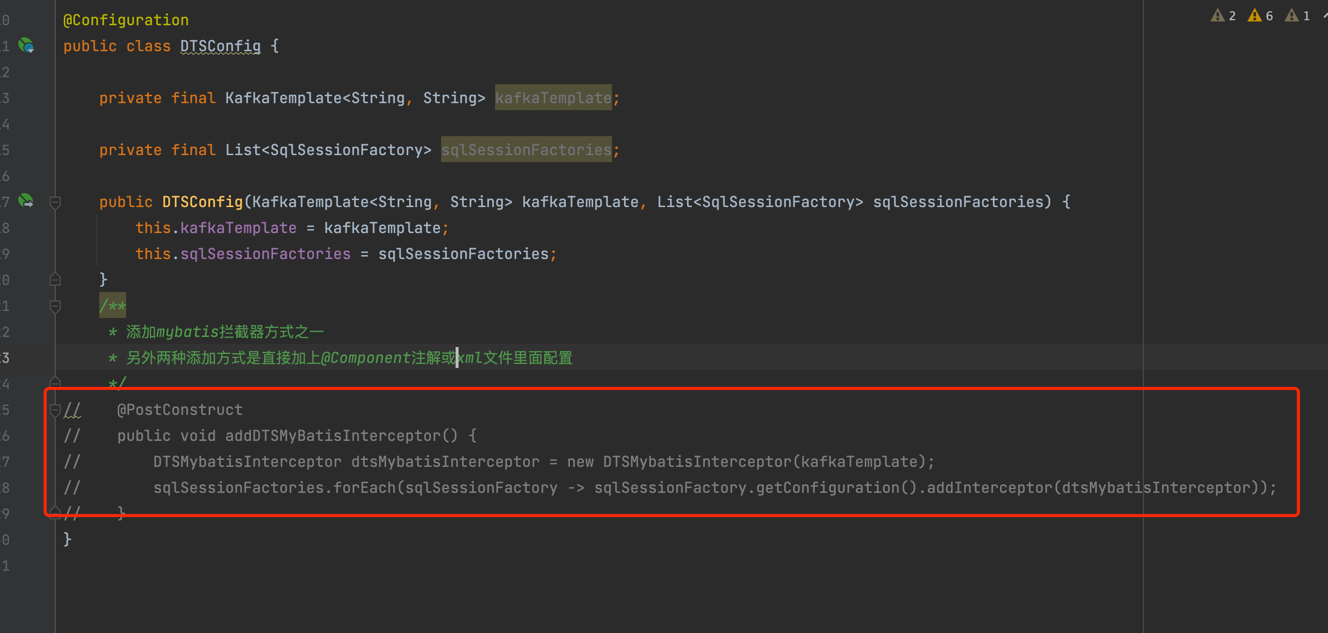 0 @Configuration 2 6 1
1 public class DTSConfig {
2
3 private final KafkaTemplate<String, String> kafkaTemplate;
4
5 private final List<SqlSessionFactory> sqlSessionFactories;
6
7 public DTSConfig(KafkaTemplate<String, String> kafkaTemplate, List<SqlSessionFactory> sqlSessionFactories) {
8 this.kafkaTemplate = kafkaTemplate;
9 this.sqlSessionFactories = sqlSessionFactories;
0 }
1 /**
2 * 添加mybatis拦截器方式之一
3 * 另外两种添加方式是直接加上@Component注解或xml文件里面配置
4 */
5 // @PostConstruct
6 // public void addDTSMyBatisInterceptor() {
7 // DTSMybatisInterceptor dtsMybatisInterceptor = new DTSMybatisInterceptor(kafkaTemplate);
8 // sqlSessionFactories.forEach(sqlSessionFactory -> sqlSessionFactory.getConfiguration().addInterceptor(dtsMybatisInterceptor));
9 // }
0 }
1